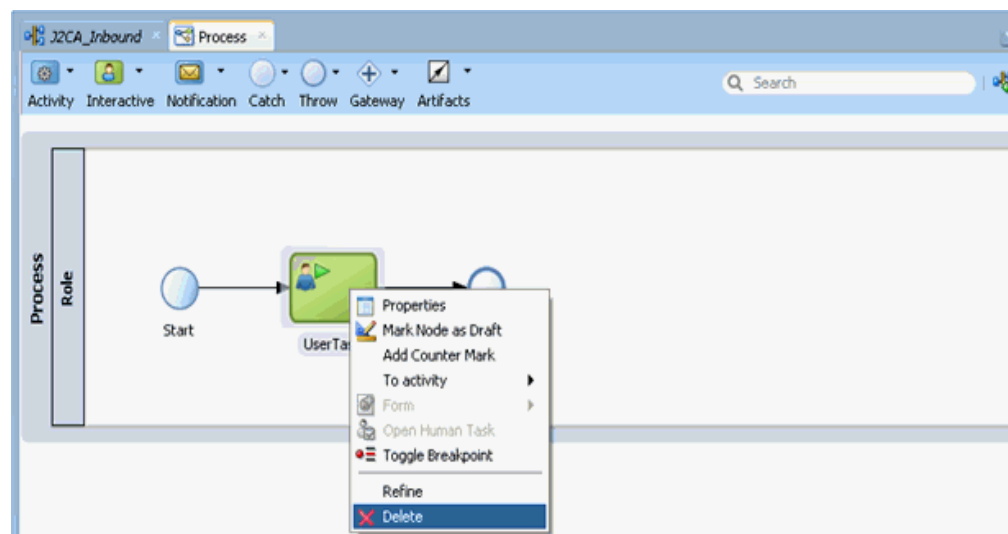 J2CA_Inbound
Process
Search
Activity Interactive Notification Catch Throw Gateway Artifacts
Process
Role
Start
Properties
Mark Node as Draft
Add Counter Mark
To activity
Form
Open Human Task
Toggle Breakpoint
Refine
Delete